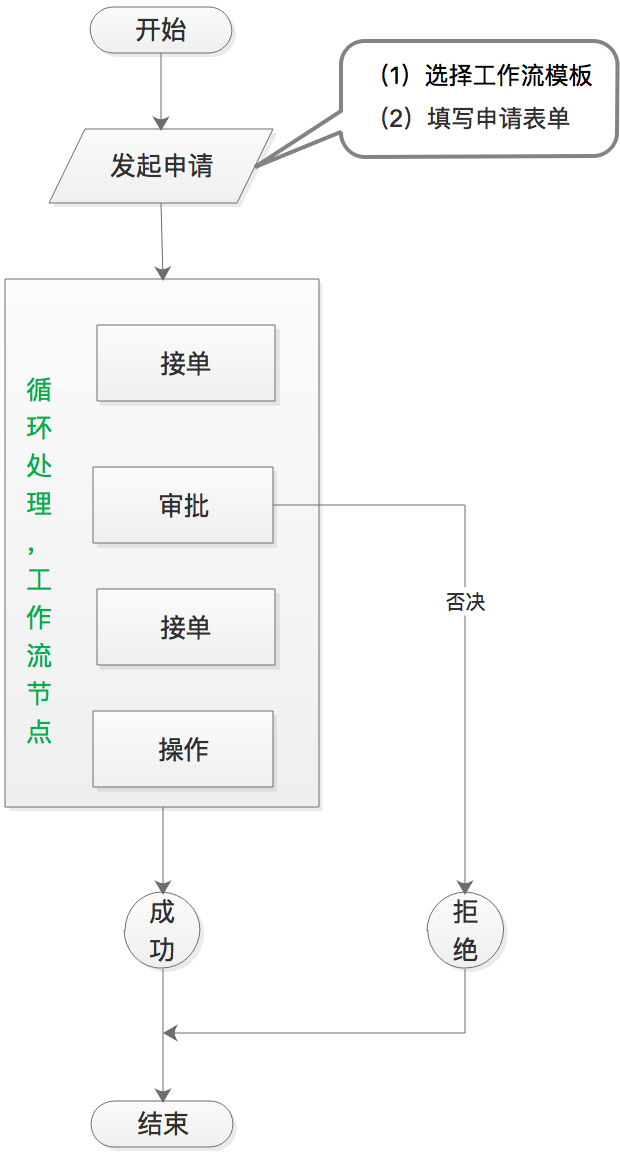 开始
（1）选择工作流模板
（2）填写申请表单
发起申请
循环处理，工作流节点
接单
审批
否决
接单
操作
成功
拒绝
结束